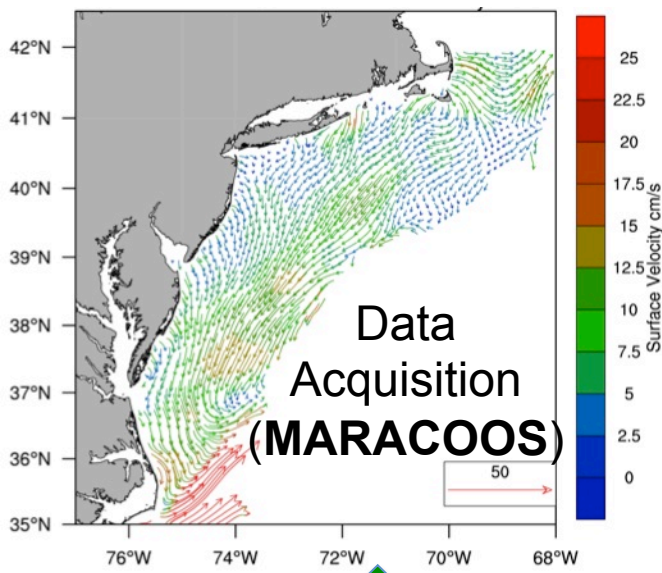 42°N
41°N
40°N
39°N
38°N
37°N
36°N
35°N
76°W 74°W 72°W 70°W 68°W
Data
Acquisition
(MARACOOS)
50
25
22.5
20
17.5
15
12.5
10
7.5
5
2.5
0
Surface Velocity cm/s